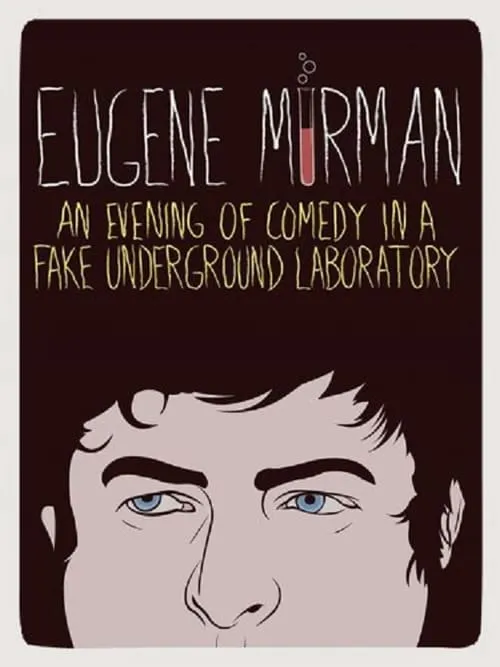 EUGENE MIRMAN
AN EVENING OF COMEDY IN A
FAKE UNDERGROUND LABORATORY